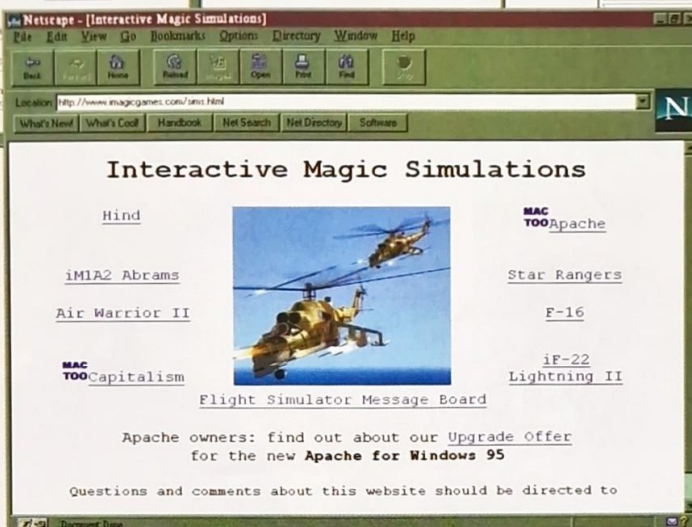 Netscape - [Interactive Magic Simulations]
File Edit View Go Bookmarks Options Directory Window Help
Back Forward Home Reload Images Open Print Find Stop
Location: http://www.imagicgames.com/sims.html
What's New! What's Cool! Handbook Net Search Net Directory Software
N
Interactive Magic Simulations
Hind
MAC
TOO Apache
iM1A2 Abrams
Star Rangers
Air Warrior II
F-16
MAC
TOO Capitalism
iF-22
Lightning II
Flight Simulator Message Board
Apache owners: find out about our Upgrade Offer
for the new Apache for Windows 95
Questions and comments about this website should be directed to
Document: Done